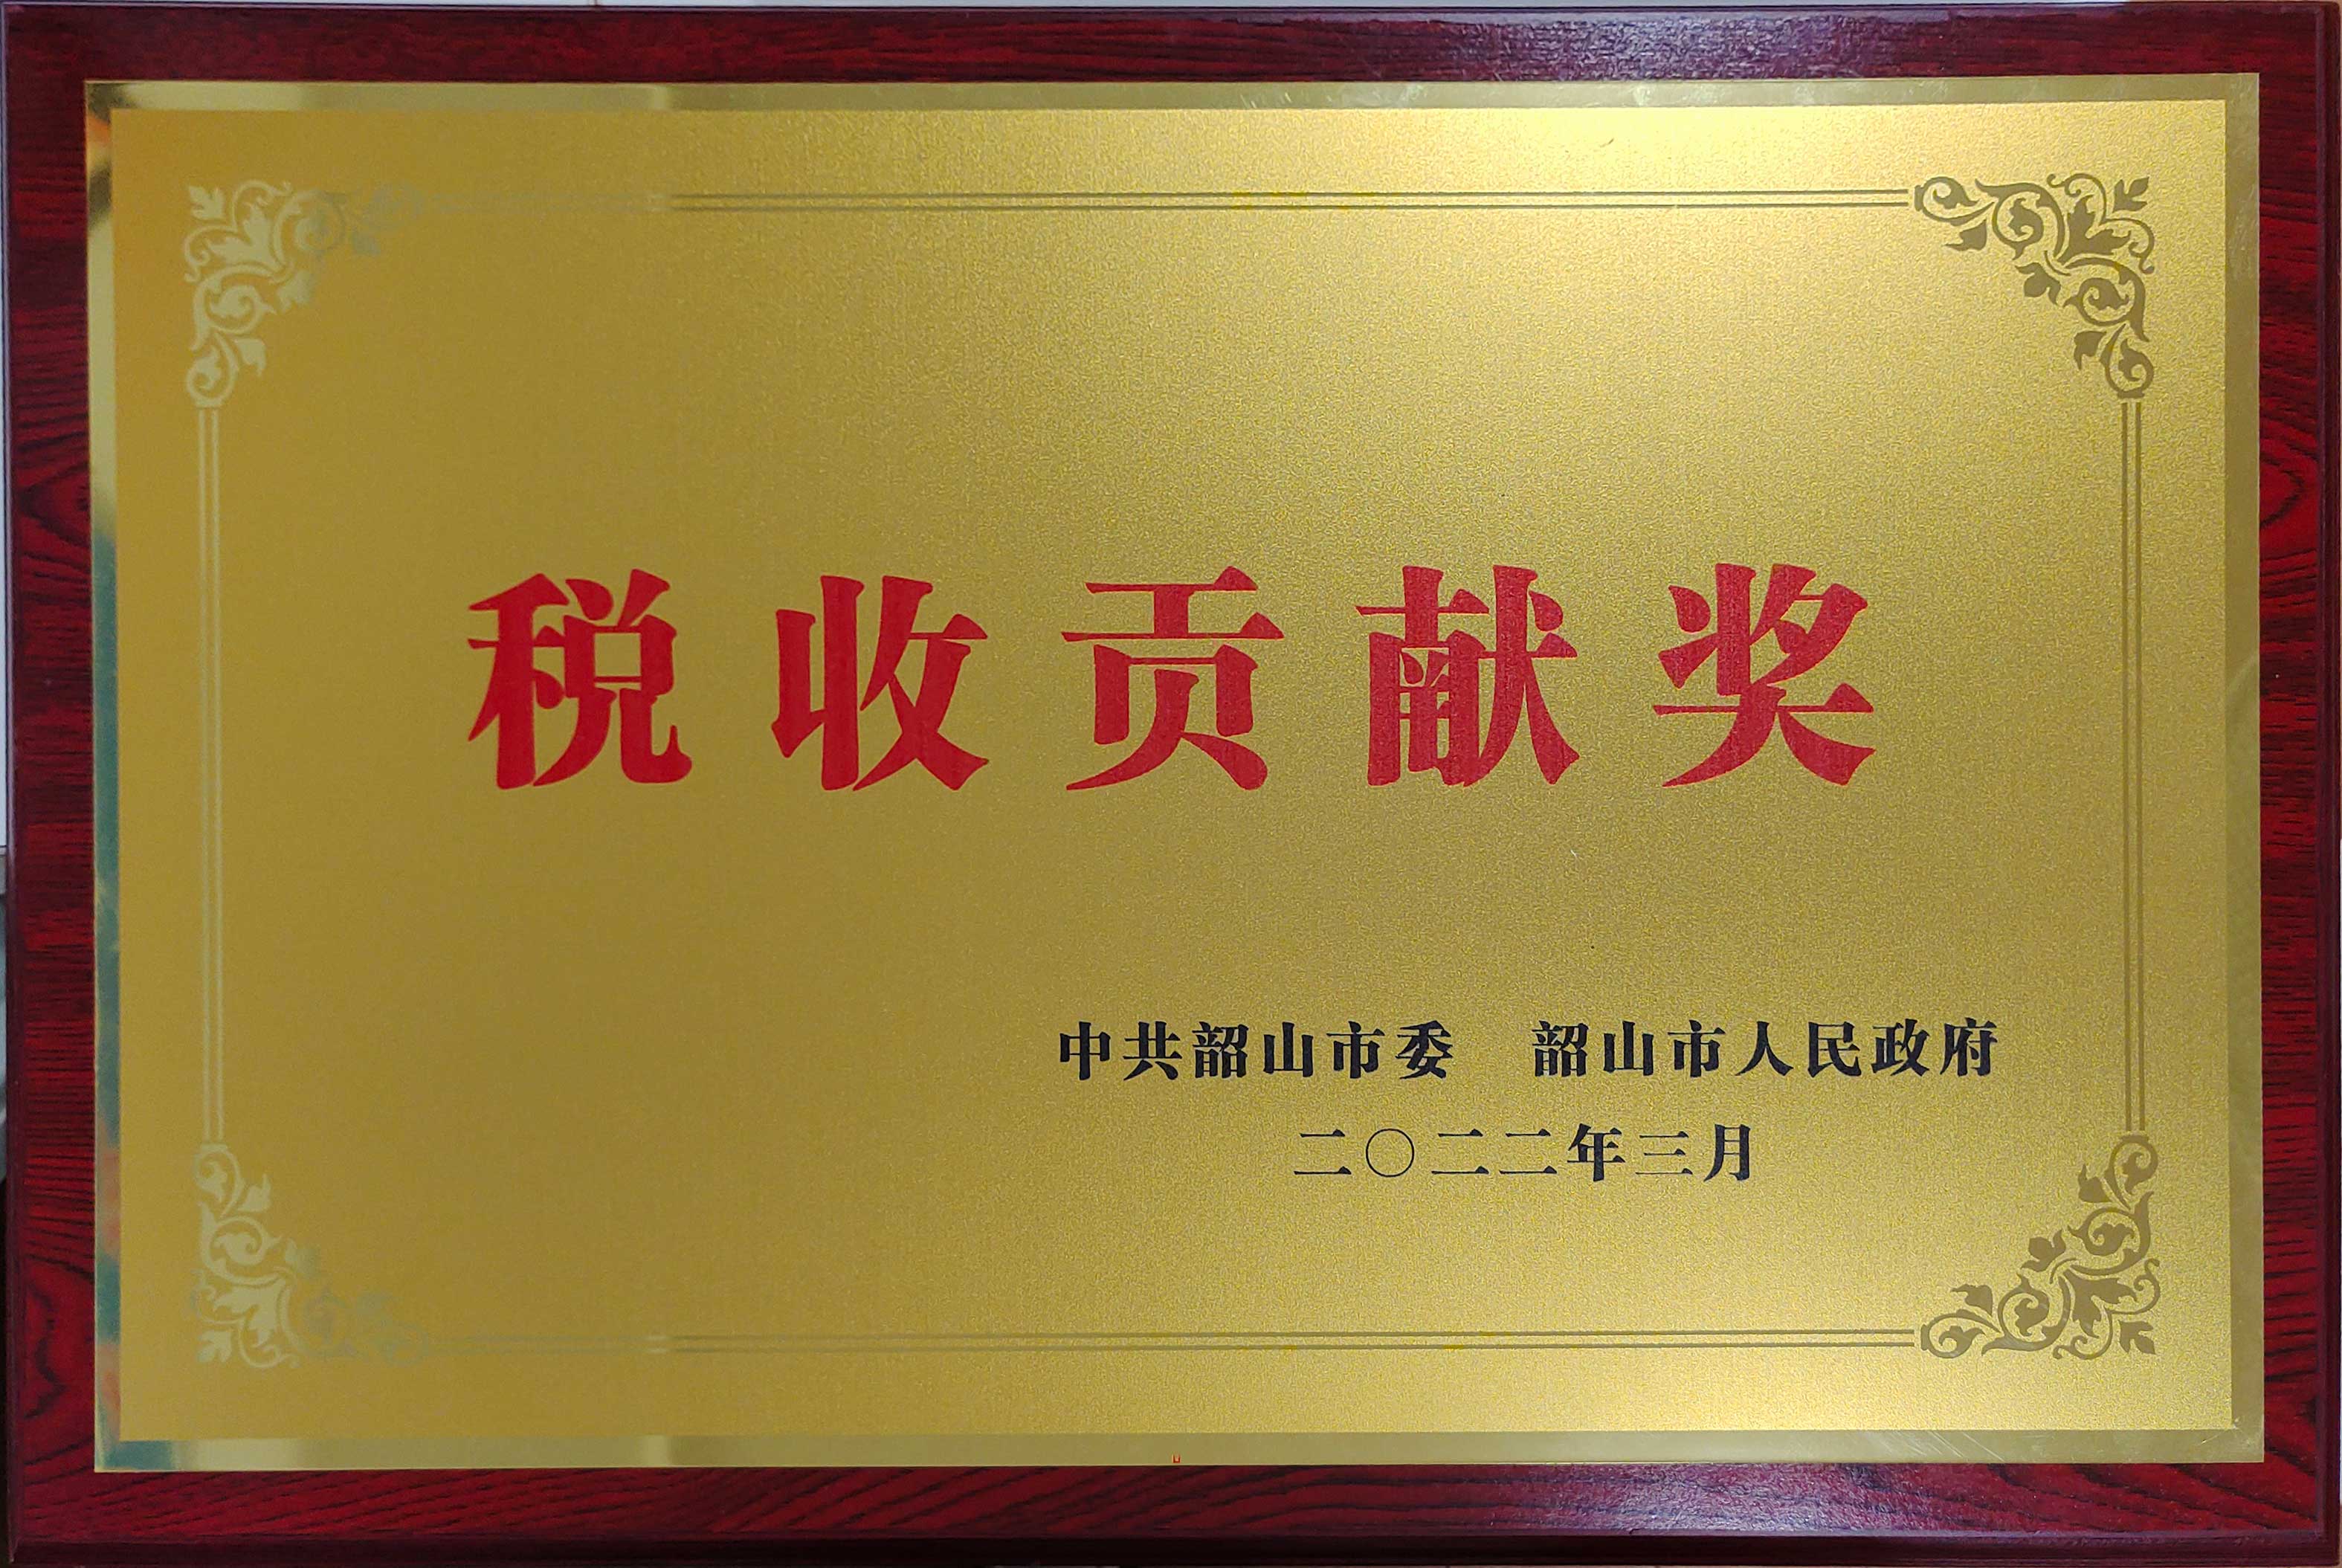 税收贡献奖
中共韶山市委　韶山市人民政府
二〇二二年三月